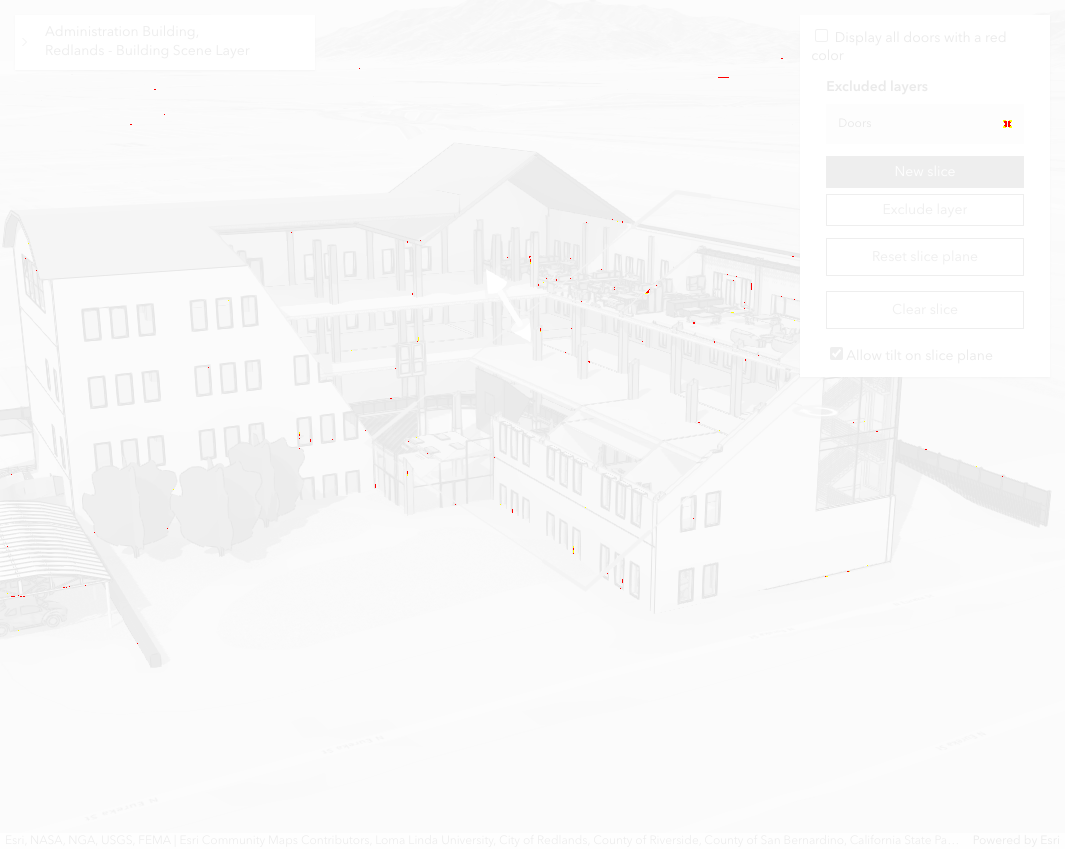 Administration Building,
Redlands - Building Scene Layer
Display all doors with a red
color
Excluded layers
Doors
New slice
Exclude layer
Reset slice plane
Clear slice
Allow tilt on slice plane
Esri, NASA, NGA, USGS, FEMA | Esri Community Maps Contributors, Loma Linda University, City of Redlands, County of Riverside, County of San Bernardino, California State Pa... Powered by Esri